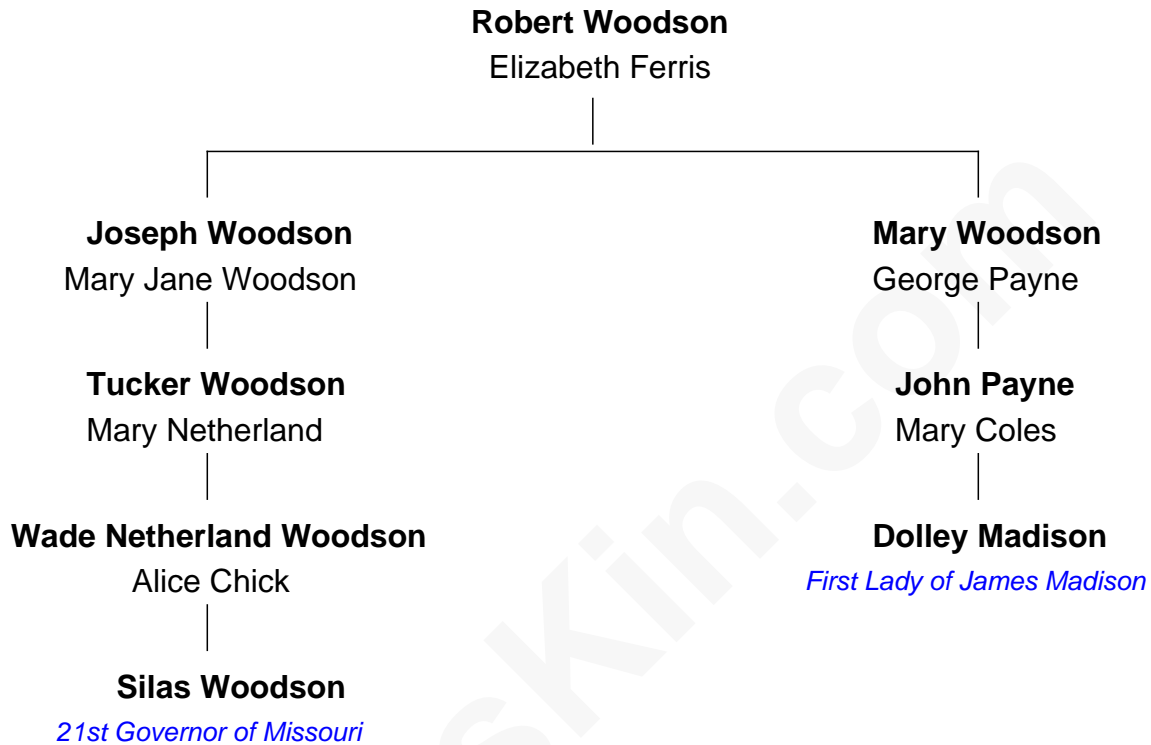 Robert Woodson
Elizabeth Ferris
Joseph Woodson
Mary Jane Woodson
Mary Woodson
George Payne
Tucker Woodson
Mary Netherland
John Payne
Mary Coles
Wade Netherland Woodson
Alice Chick
Dolley Madison
First Lady of James Madison
Silas Woodson
21st Governor of Missouri
sKin.com